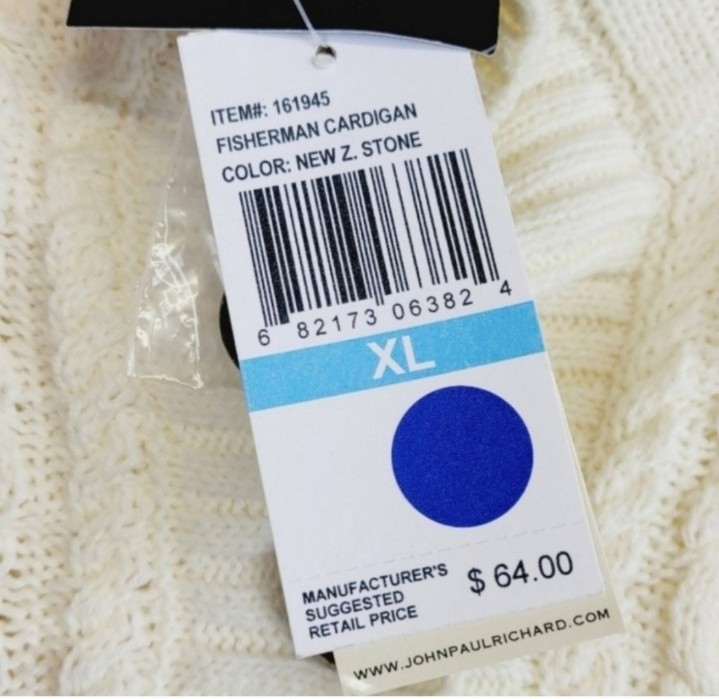 ITEM#: 161945
FISHERMAN CARDIGAN
COLOR: NEW Z. STONE
6 82173 06382 4
XL
MANUFACTURER'S
SUGGESTED
RETAIL PRICE
$ 64.00
WWW.JOHNPAULRICHARD.COM